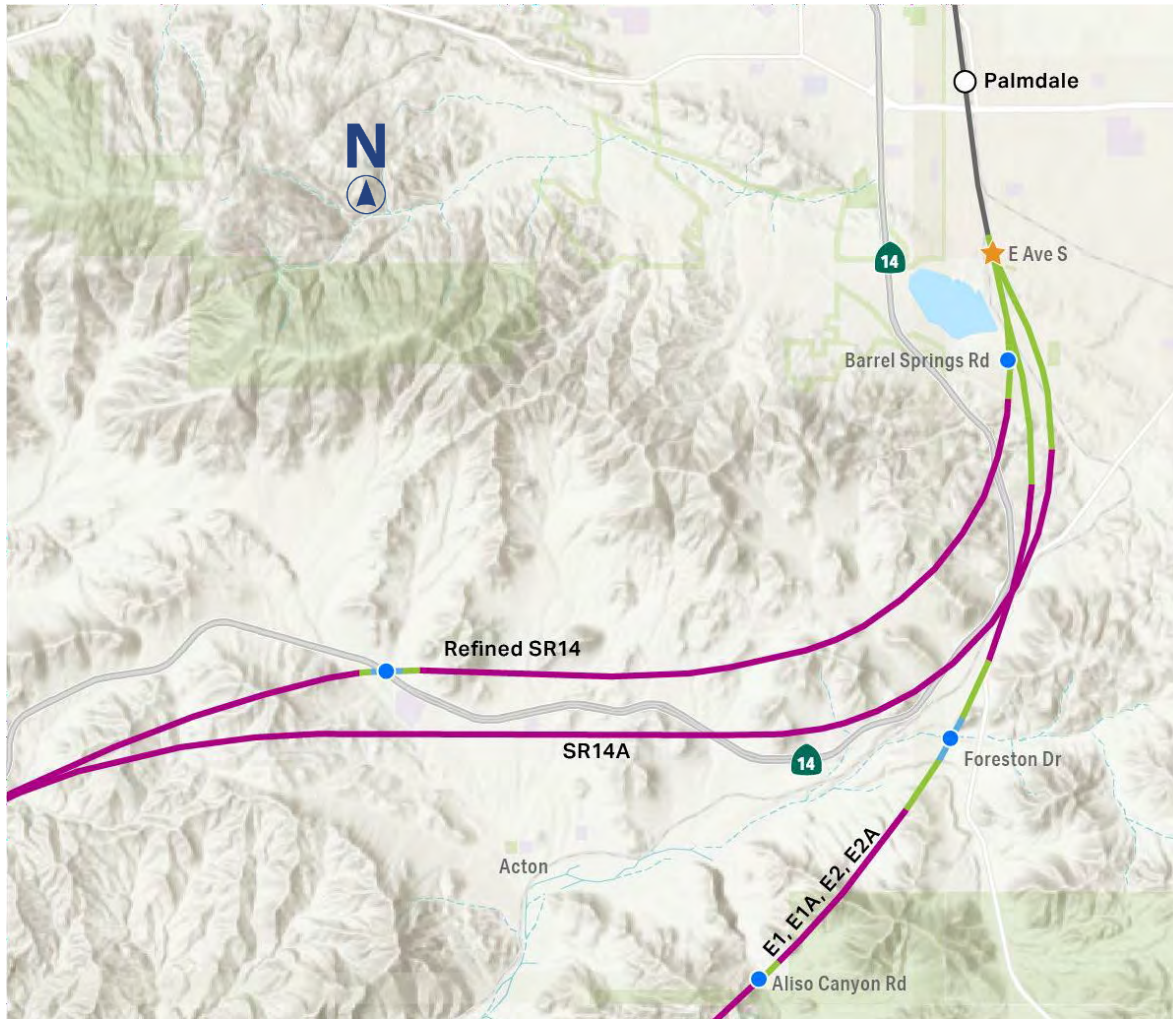 Palmdale
N
E Ave S
14
Barrel Springs Rd
Refined SR14
SR14A
14
Foreston Dr
E1, E1A, E2, E2A
Acton
Aliso Canyon Rd